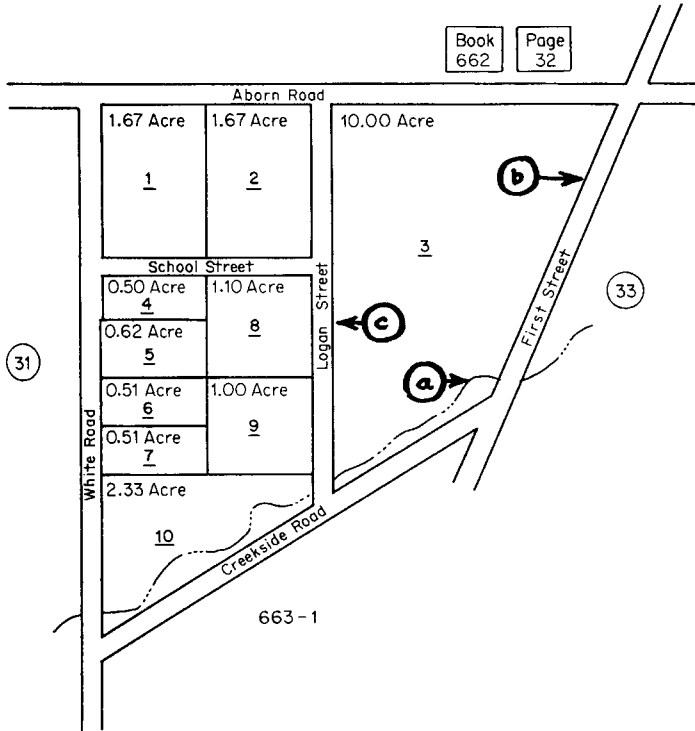 Book
662
Page
32
Aborn Road
1.67 Acre
1
1.67 Acre
2
10.00 Acre
3
b
School Street
0.50 Acre
4
1.10 Acre
8
Logan Street
c
First Street
33
31
0.62 Acre
5
a
0.51 Acre
6
1.00 Acre
9
0.51 Acre
7
White Road
2.33 Acre
10
Creekside Road
663-1